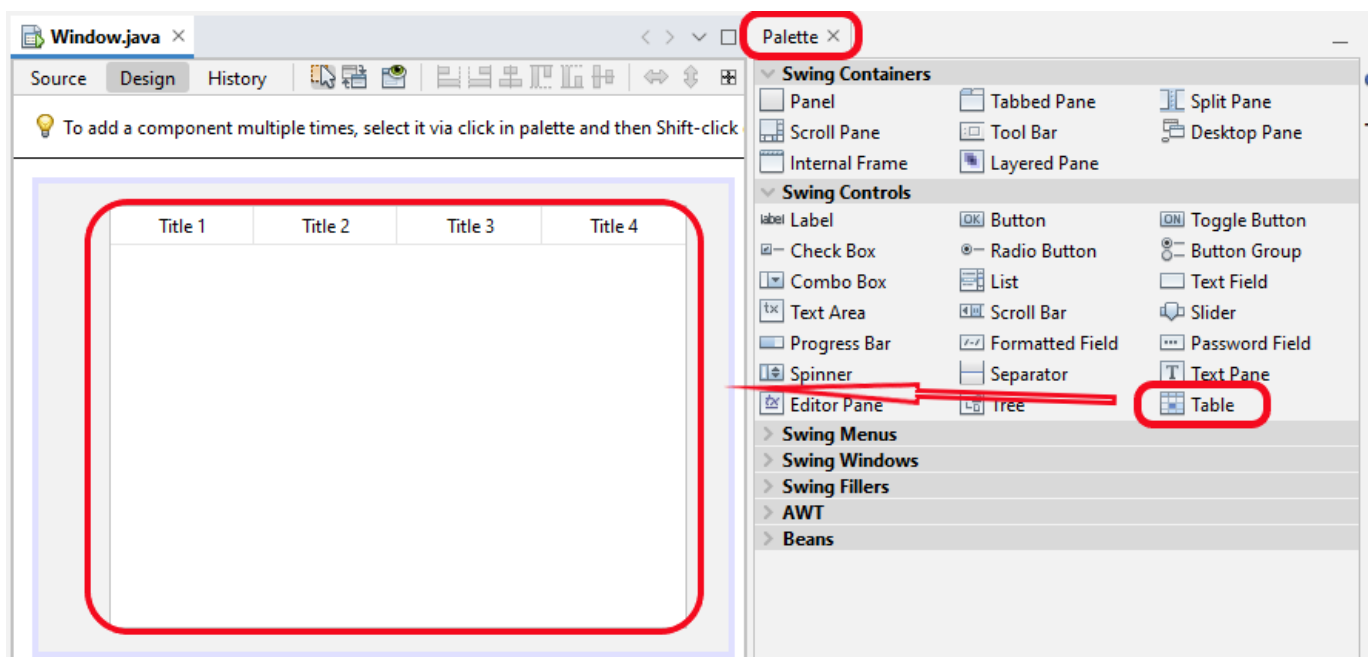 Window.java
Source Design History
To add a component multiple times, select it via click in palette and then Shift-click
Title 1 Title 2 Title 3 Title 4
Palette
Swing Containers
Panel Tabbed Pane Split Pane
Scroll Pane Tool Bar Desktop Pane
Internal Frame Layered Pane
Swing Controls
label Label OK Button ON Toggle Button
Check Box Radio Button Button Group
Combo Box List Text Field
tx Text Area Scroll Bar Slider
Progress Bar Formatted Field Password Field
Spinner Separator T Text Pane
Editor Pane Tree Table
Swing Menus
Swing Windows
Swing Fillers
AWT
Beans